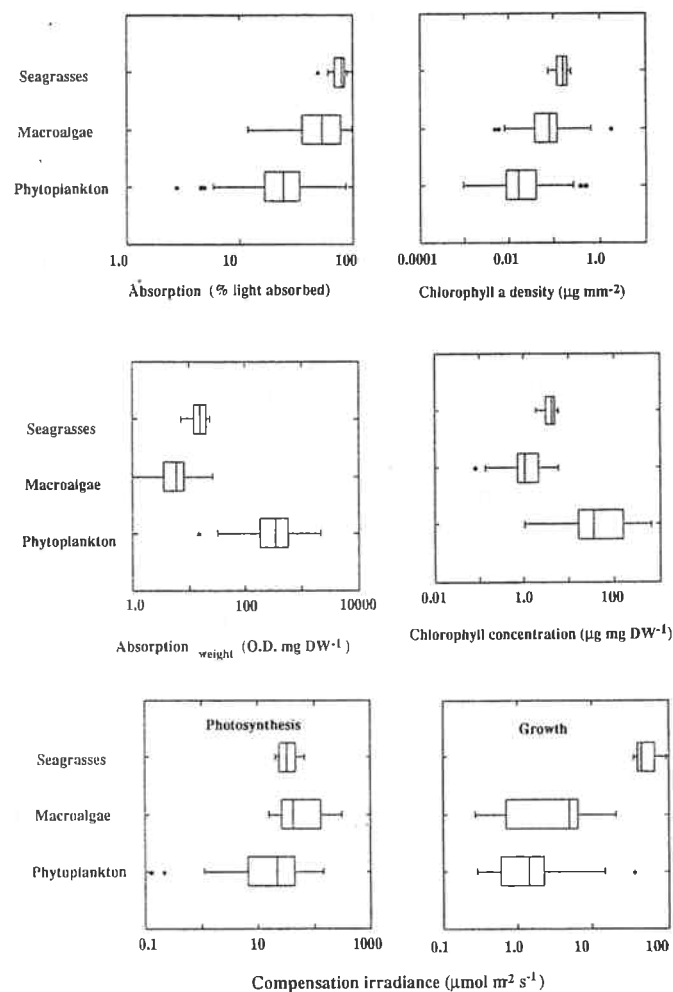 Seagrasses
Macroalgae
Phytoplankton
1.0 10 100
Absorption (% light absorbed)
0.0001 0.01 1.0
Chlorophyll a density (µg mm-2)
Seagrasses
Macroalgae
Phytoplankton
1.0 100 10000
Absorption weight (O.D. mg DW-1)
0.01 1.0 100
Chlorophyll concentration (µg mg DW-1)
Photosynthesis
Seagrasses
Macroalgae
Phytoplankton
0.1 10 1000
Growth
0.1 1.0 10 100
Compensation irradiance (µmol m-2 s-1)